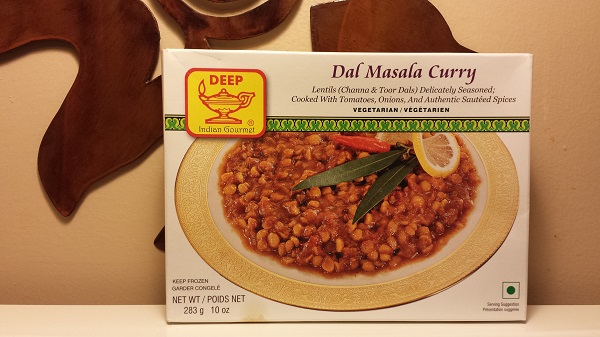 DEEP
®
Indian Gourmet
Dal Masala Curry
Lentils (Channa & Toor Dals) Delicately Seasoned;
Cooked With Tomatoes, Onions, And Authentic Sautéed Spices
VEGETARIAN / VÉGÉTARIEN
KEEP FROZEN
GARDER CONGELÉ
NET WT / POIDS NET
283 g 10 oz
Serving Suggestion
Présentation suggérée